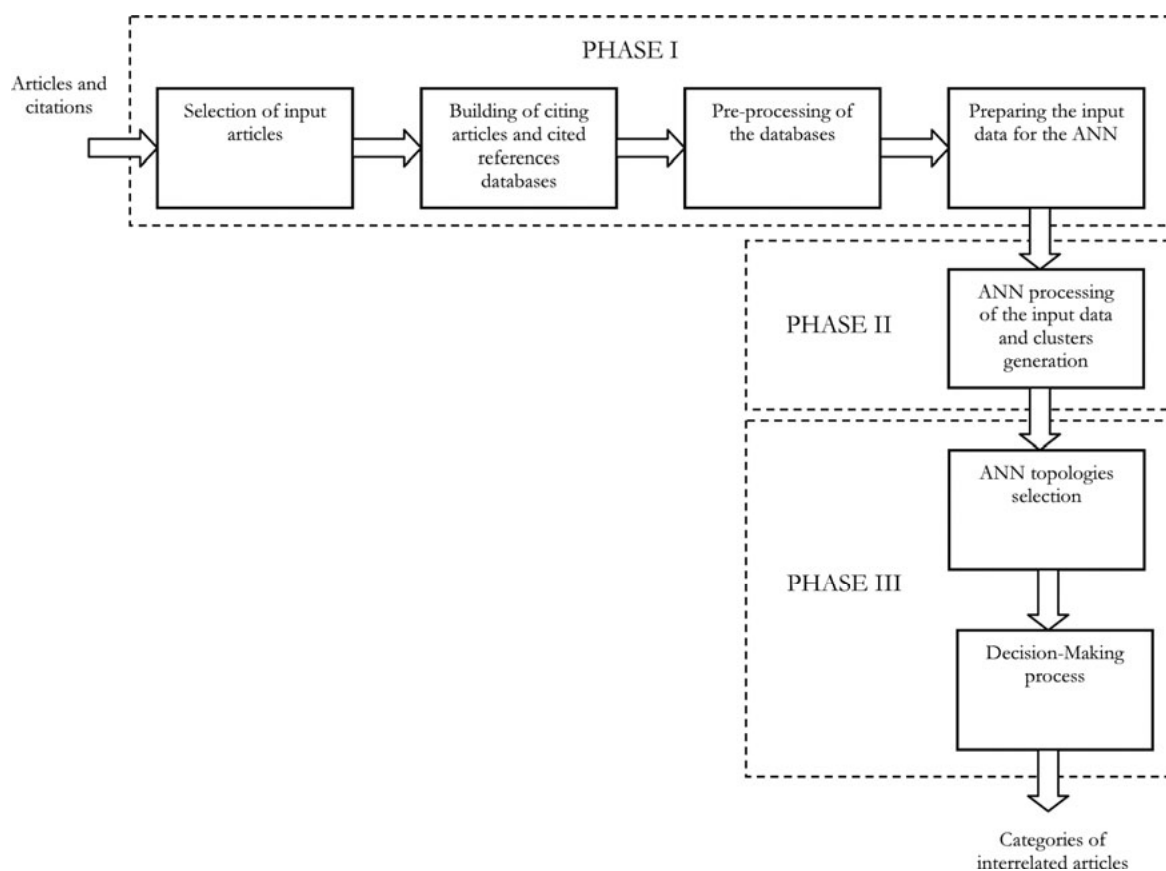 PHASE I
Articles and
citations
Selection of input
articles
Building of citing
articles and cited
references
databases
Pre-processing of
the databases
Preparing the input
data for the ANN
PHASE II
ANN processing
of the input data
and clusters
generation
PHASE III
ANN topologies
selection
Decision-Making
process
Categories of
interrelated articles